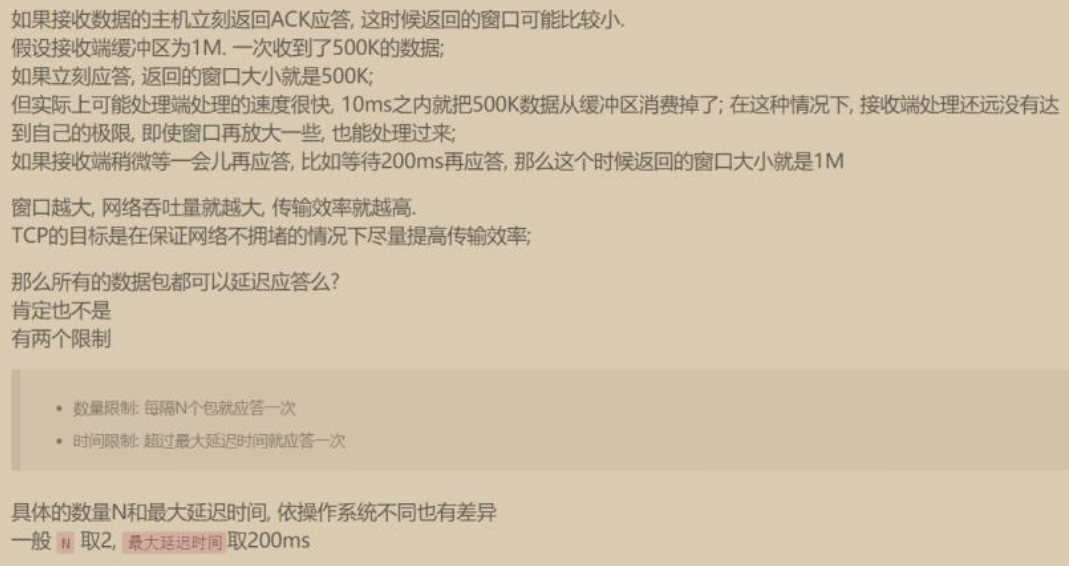 如果接收数据的主机立刻返回ACK应答, 这时候返回的窗口可能比较小.
假设接收端缓冲区为1M. 一次收到了500K的数据;
如果立刻应答, 返回的窗口大小就是500K;
但实际上可能处理端处理的速度很快, 10ms之内就把500K数据从缓冲区消费掉了; 在这种情况下, 接收端处理还远没有达
到自己的极限, 即使窗口再放大一些, 也能处理过来;
如果接收端稍微等一会儿再应答, 比如等待200ms再应答, 那么这个时候返回的窗口大小就是1M
窗口越大, 网络吞吐量就越大, 传输效率就越高.
TCP的目标是在保证网络不拥堵的情况下尽量提高传输效率;
那么所有的数据包都可以延迟应答么?
肯定也不是
有两个限制
• 数量限制: 每隔N个包就应答一次
• 时间限制: 超过最大延迟时间就应答一次
具体的数量N和最大延迟时间, 依操作系统不同也有差异
一般 N 取2, 最大延迟时间 取200ms